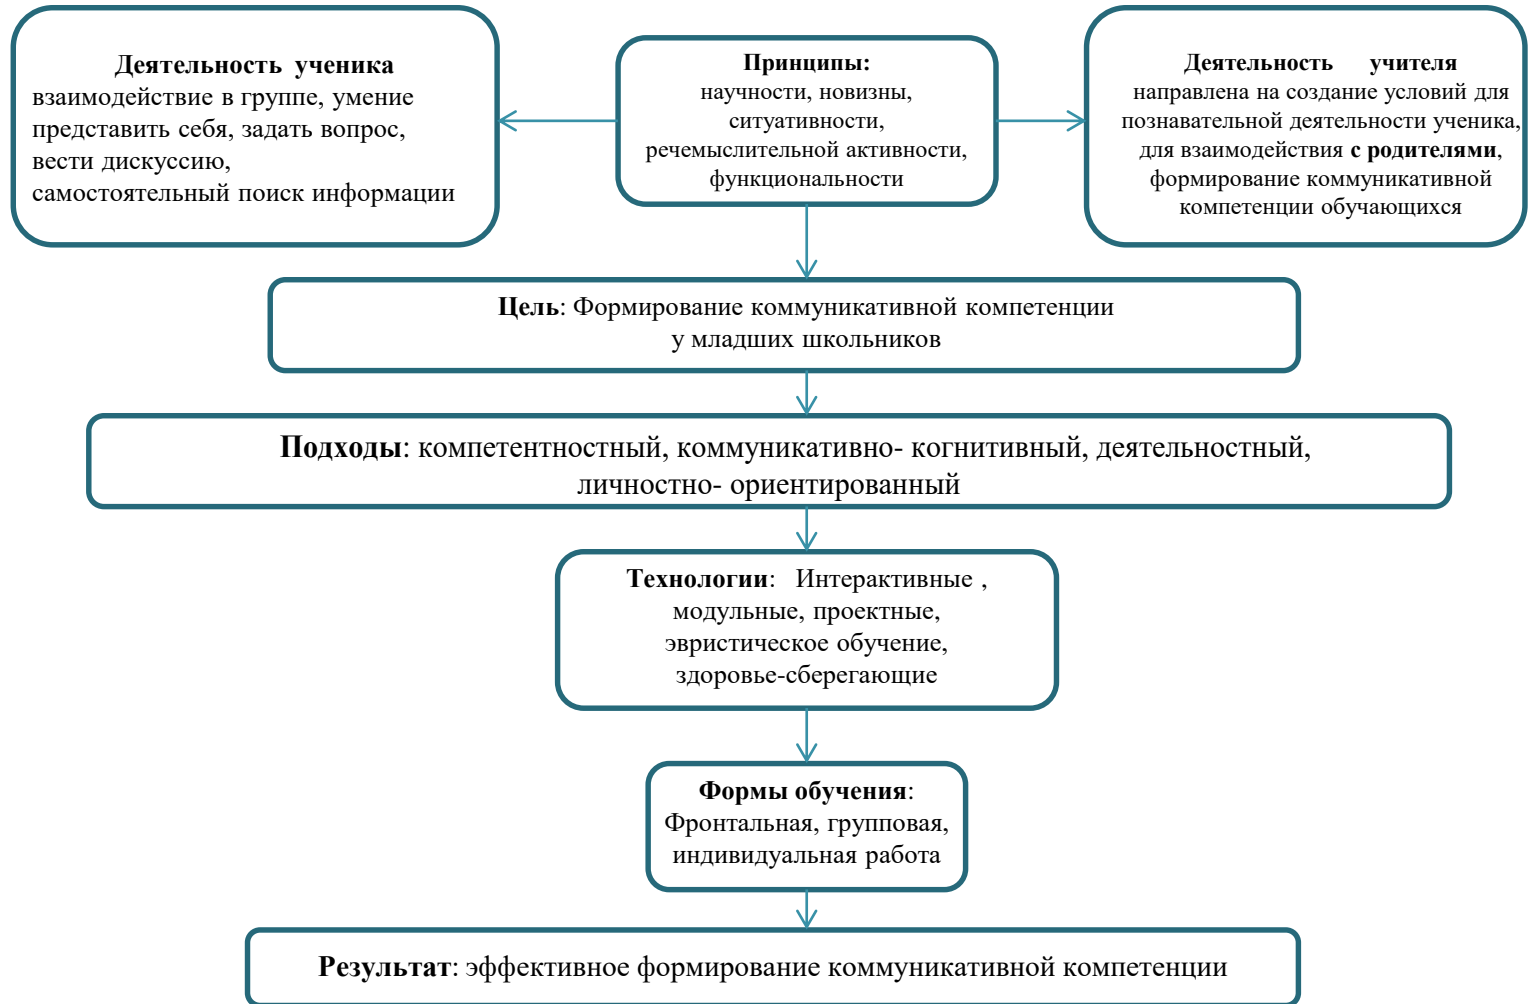 Деятельность ученика
взаимодействие в группе, умение
представить себя, задать вопрос,
вести дискуссию,
самостоятельный поиск информации
Принципы:
научности, новизны,
ситуативности,
речемыслительной активности,
функциональности
Деятельность учителя
направлена на создание условий для
познавательной деятельности ученика,
для взаимодействия с родителями,
формирование коммуникативной
компетенции обучающихся
Цель: Формирование коммуникативной компетенции
у младших школьников
Подходы: компетентностный, коммуникативно- когнитивный, деятельностный,
личностно- ориентированный
Технологии: Интерактивные ,
модульные, проектные,
эвристическое обучение,
здоровье-сберегающие
Формы обучения:
Фронтальная, групповая,
индивидуальная работа
Результат: эффективное формирование коммуникативной компетенции